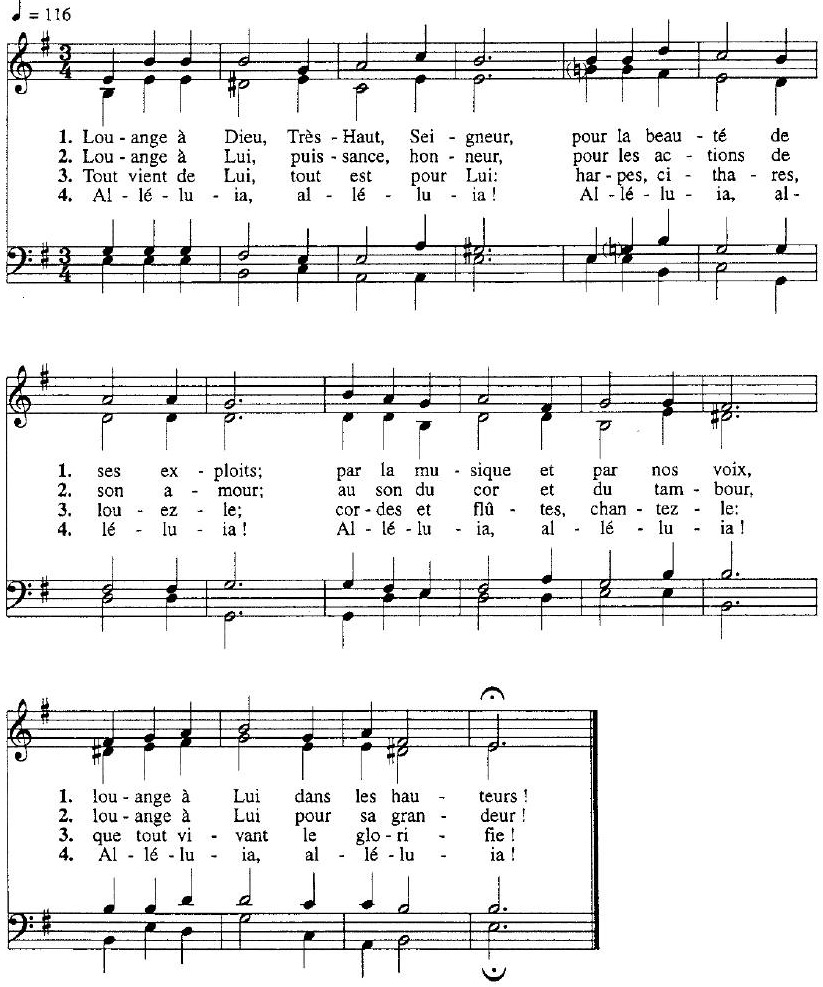 ♩ = 116
1. Lou - ange à Dieu, Très - Haut, Sei - gneur, pour la beau - té de
2. Lou - ange à Lui, puis - sance, hon - neur, pour les ac - tions de
3. Tout vient de Lui, tout est pour Lui: har - pes, ci - tha - res,
4. Al - lé - lu - ia, al - lé - lu - ia ! Al - lé - lu - ia, al -
1. ses ex - ploits; par la mu - sique et par nos voix,
2. son a - mour; au son du cor et du tam - bour,
3. lou - ez - le; cor - des et flû - tes, chan - tez - le:
4. lé - lu - ia ! Al - lé - lu - ia, al - lé - lu - ia !
1. lou - ange à Lui dans les hau - teurs !
2. lou - ange à Lui pour sa gran - deur !
3. que tout vi - vant le glo - ri - fie !
4. Al - lé - lu - ia, al - lé - lu - ia !